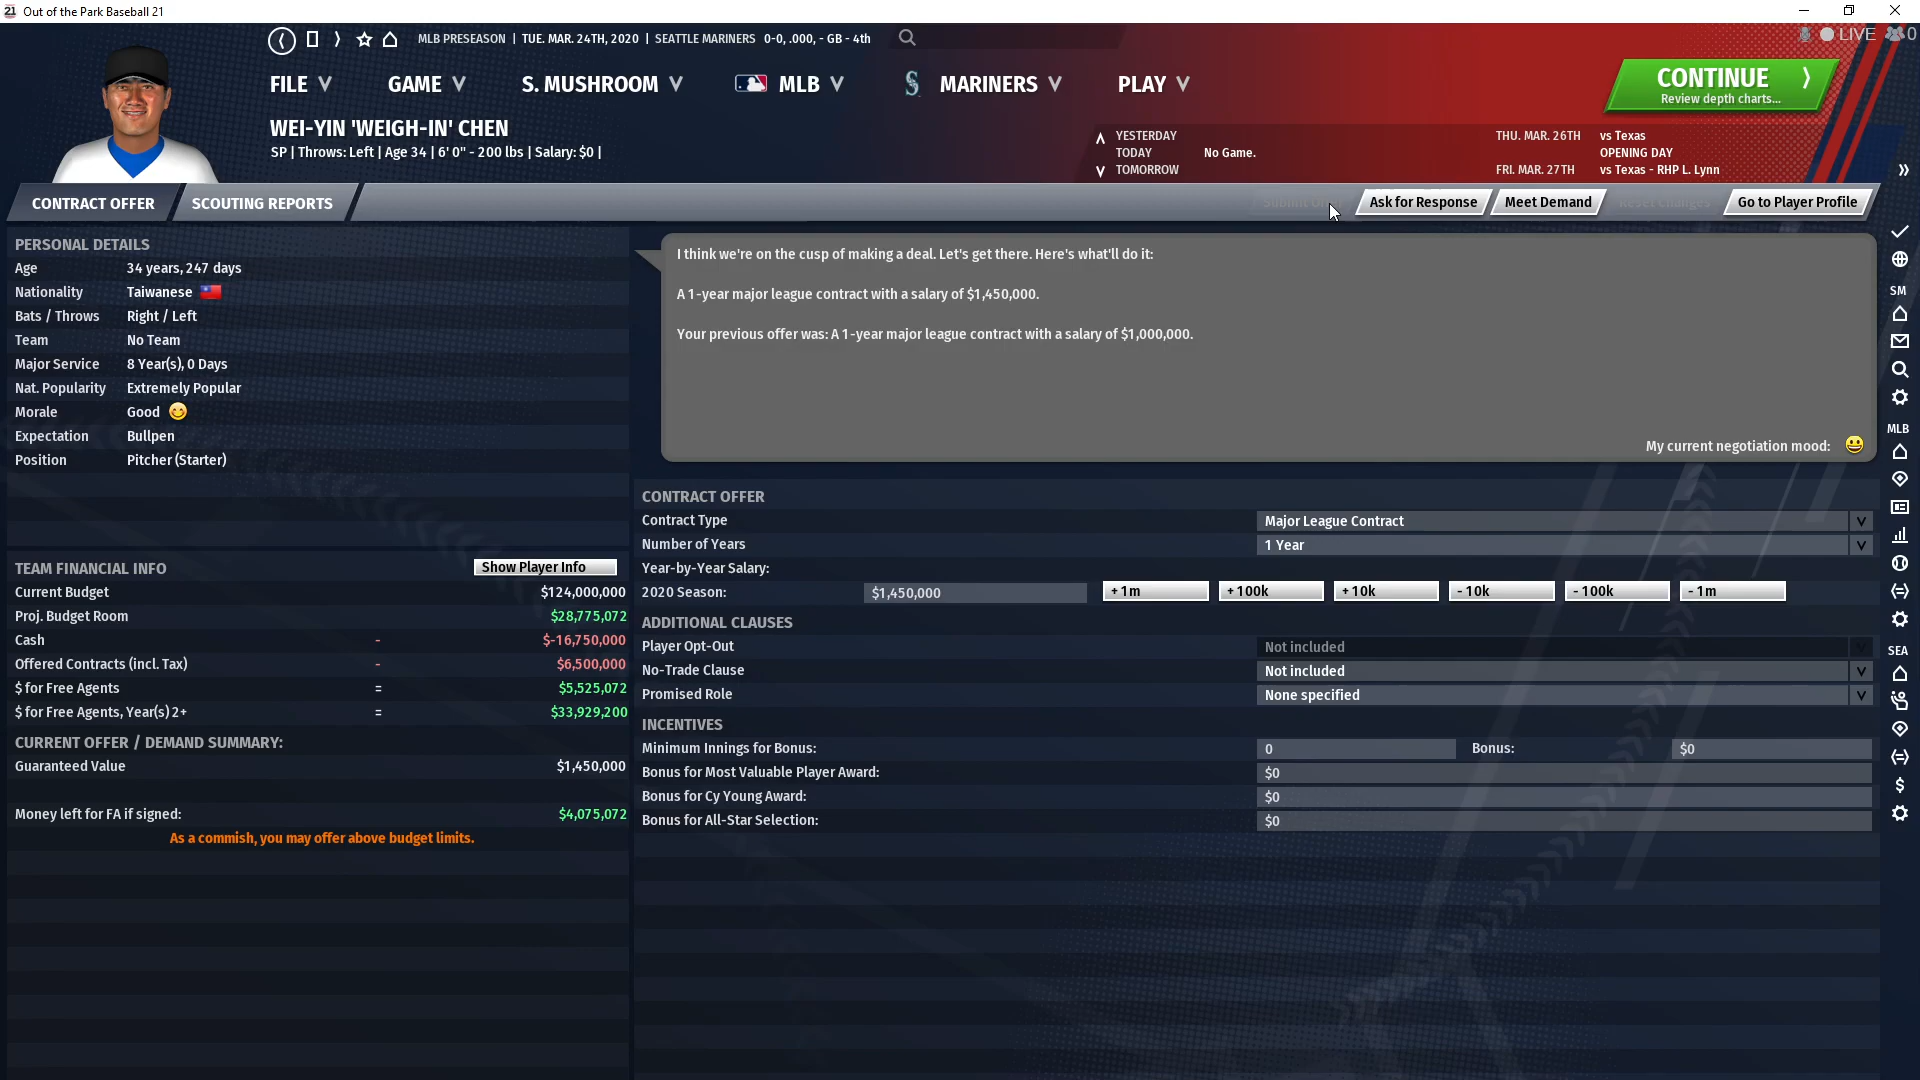 Out of the Park Baseball 21
MLB PRESEASON | TUE. MAR. 24TH, 2020 | SEATTLE MARINERS 0-0, .000, - GB - 4th
LIVE 0
FILE GAME S. MUSHROOM MLB MARINERS PLAY
CONTINUE
Review depth charts...
WEI-YIN 'WEIGH-IN' CHEN
SP | Throws: Left | Age 34 | 6' 0" - 200 lbs | Salary: $0 |
YESTERDAY
TODAY No Game.
TOMORROW
THU. MAR. 26TH vs Texas
OPENING DAY
FRI. MAR. 27TH vs Texas - RHP L. Lynn
CONTRACT OFFER SCOUTING REPORTS
Ask for Response Meet Demand Reset Changes Go to Player Profile
PERSONAL DETAILS
Age 34 years, 247 days
Nationality Taiwanese
Bats / Throws Right / Left
Team No Team
Major Service 8 Year(s), 0 Days
Nat. Popularity Extremely Popular
Morale Good
Expectation Bullpen
Position Pitcher (Starter)
I think we're on the cusp of making a deal. Let's get there. Here's what'll do it:
A 1-year major league contract with a salary of $1,450,000.
Your previous offer was: A 1-year major league contract with a salary of $1,000,000.
My current negotiation mood:
TEAM FINANCIAL INFO Show Player Info
Current Budget $124,000,000
Proj. Budget Room $28,775,072
Cash - $-16,750,000
Offered Contracts (incl. Tax) - $6,500,000
$ for Free Agents = $5,525,072
$ for Free Agents, Year(s) 2+ = $33,929,200
CURRENT OFFER / DEMAND SUMMARY:
Guaranteed Value $1,450,000
Money left for FA if signed: $4,075,072
As a commish, you may offer above budget limits.
CONTRACT OFFER
Contract Type Major League Contract
Number of Years 1 Year
Year-by-Year Salary:
2020 Season: $1,450,000 + 1m + 100k + 10k - 10k - 100k - 1m
ADDITIONAL CLAUSES
Player Opt-Out Not included
No-Trade Clause Not included
Promised Role None specified
INCENTIVES
Minimum Innings for Bonus: 0 Bonus: $0
Bonus for Most Valuable Player Award: $0
Bonus for Cy Young Award: $0
Bonus for All-Star Selection: $0
SM
MLB
SEA